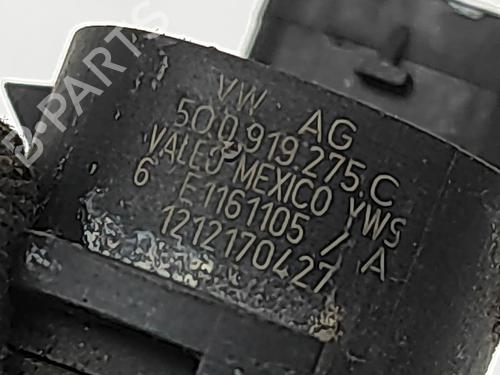 B-PARTS
VW AG
5Q0 919 275 C
VALEO MEXICO YWS
6 E1161105 / A
1212170427